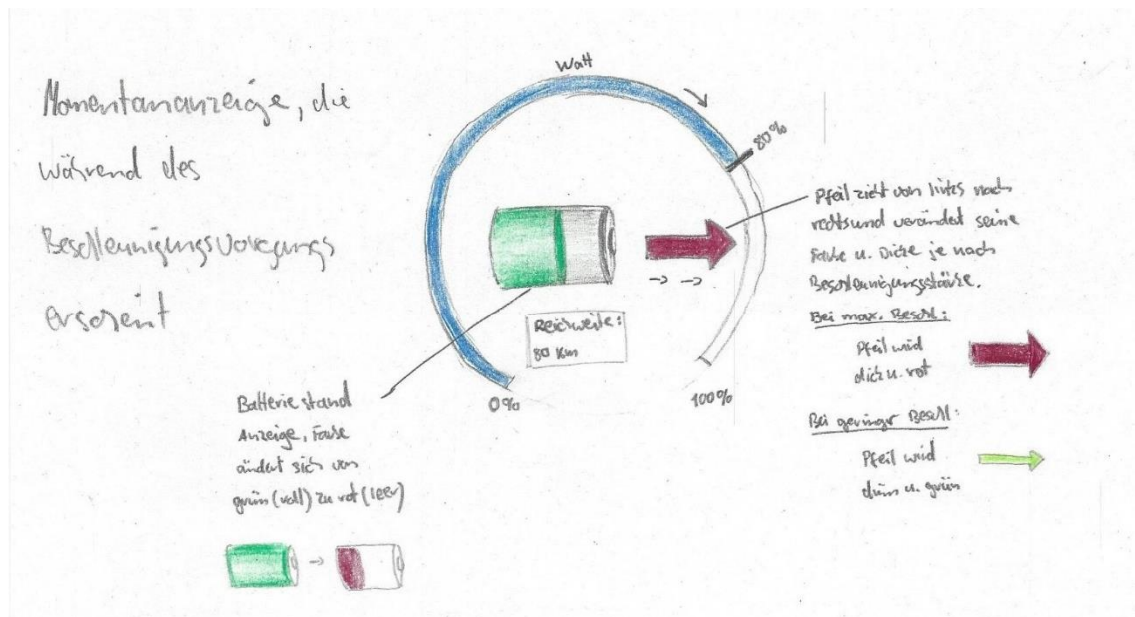 Momentananzeige, die
während des
Beschleunigungsvorgangs
erscheint
Watt
80%
0%
100%
Reichweite:
80 Km
Pfeil zieht von links nach
rechts und verändert seine
Farbe u. Dicke je nach
Beschleunigungsstärke.
Bei max. Beschl.:
Pfeil wird
dick u. rot
Bei geringer Beschl.:
Pfeil wird
dünn u. grün
Batteriestand
Anzeige, Farbe
ändert sich von
grün (voll) zu rot (leer)